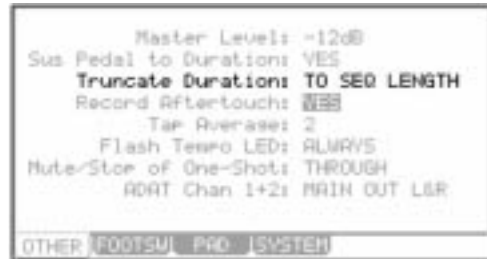 Master Level: -12dB
Sus Pedal to Duration: YES
Truncate Duration: TO SEQ LENGTH
Record Aftertouch: YES
Tap Average: 2
Flash Tempo LED: ALWAYS
Mute/Stop of One-Shot: THROUGH
ADAT Chan 1+2: MAIN OUT L&R
OTHER FOOTSW PAD SYSTEM